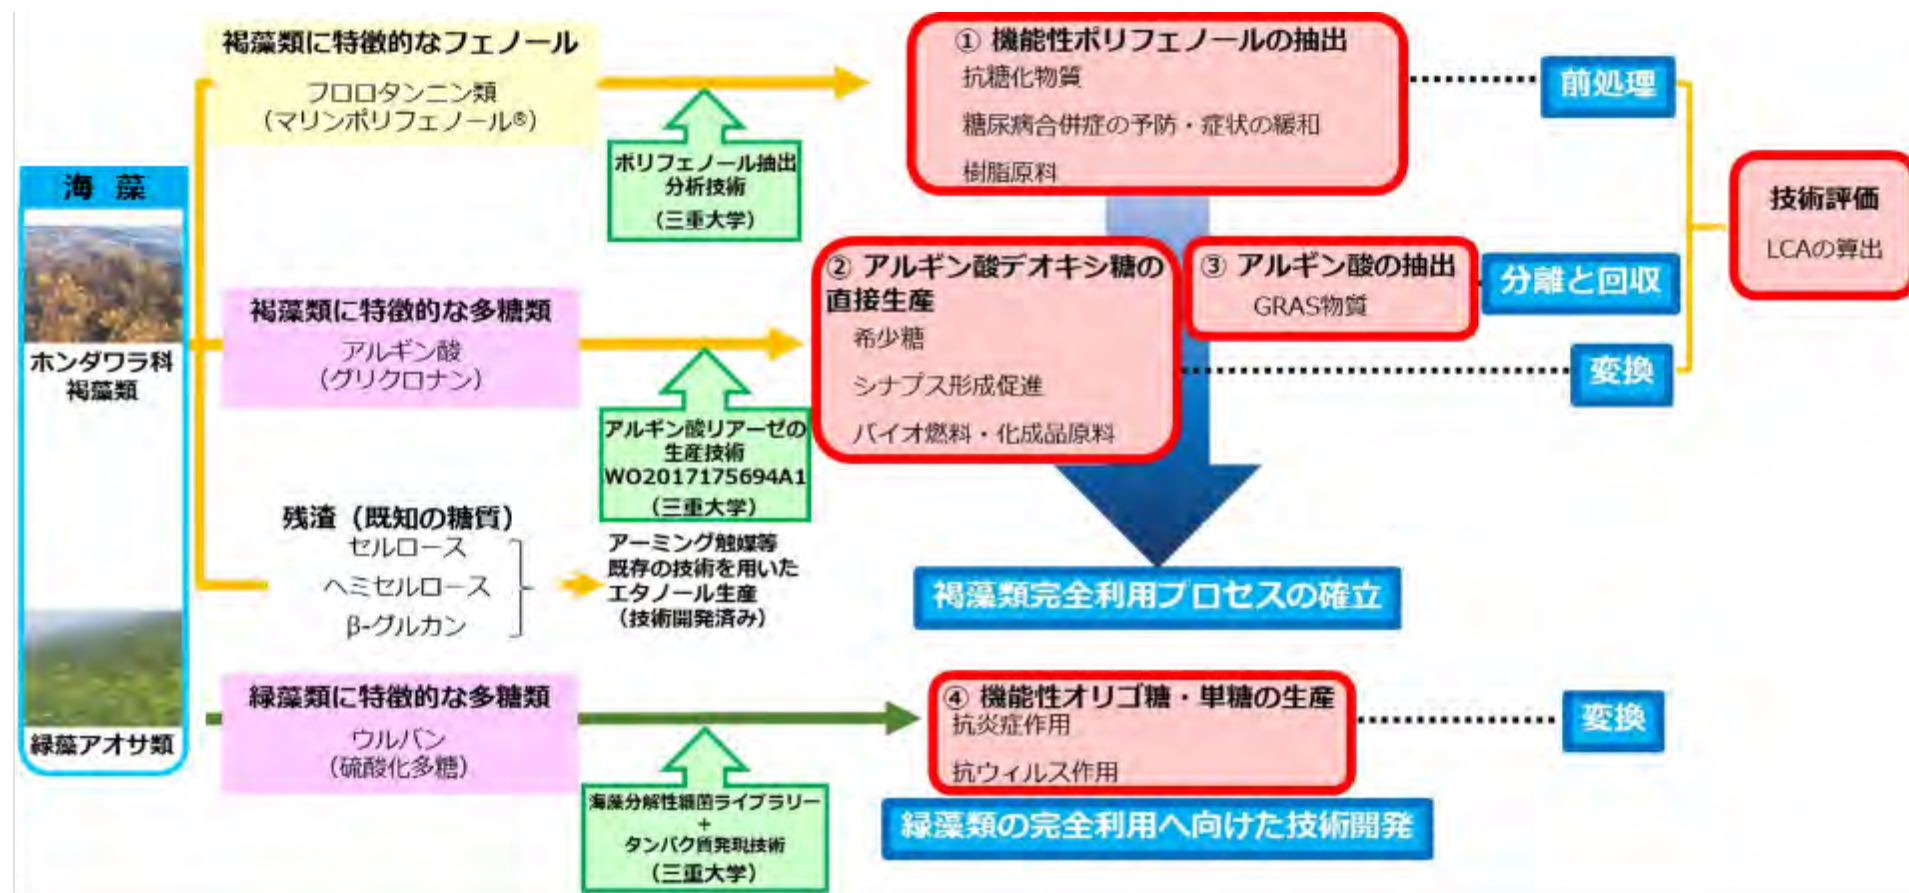 海 藻
ホンダワラ科
褐藻類
緑藻アオサ類
褐藻類に特徴的なフェノール
フロロタンニン類
(マリンポリフェノール®)
ポリフェノール抽出
分析技術
(三重大学)
① 機能性ポリフェノールの抽出
抗糖化物質
糖尿病合併症の予防・症状の緩和
樹脂原料
前処理
褐藻類に特徴的な多糖類
アルギン酸
(グリクロナン)
アルギン酸リアーゼの
生産技術
WO2017175694A1
(三重大学)
② アルギン酸デオキシ糖の
直接生産
希少糖
シナプス形成促進
バイオ燃料・化成品原料
③ アルギン酸の抽出
GRAS物質
分離と回収
変換
技術評価
LCAの算出
残渣(既知の糖質)
セルロース
ヘミセルロース
β-グルカン
アーミング触媒等
既存の技術を用いた
エタノール生産
(技術開発済み)
褐藻類完全利用プロセスの確立
緑藻類に特徴的な多糖類
ウルバン
(硫酸化多糖)
海藻分解性細菌ライブラリー
+
タンパク質発現技術
(三重大学)
④ 機能性オリゴ糖・単糖の生産
抗炎症作用
抗ウィルス作用
変換
緑藻類の完全利用へ向けた技術開発